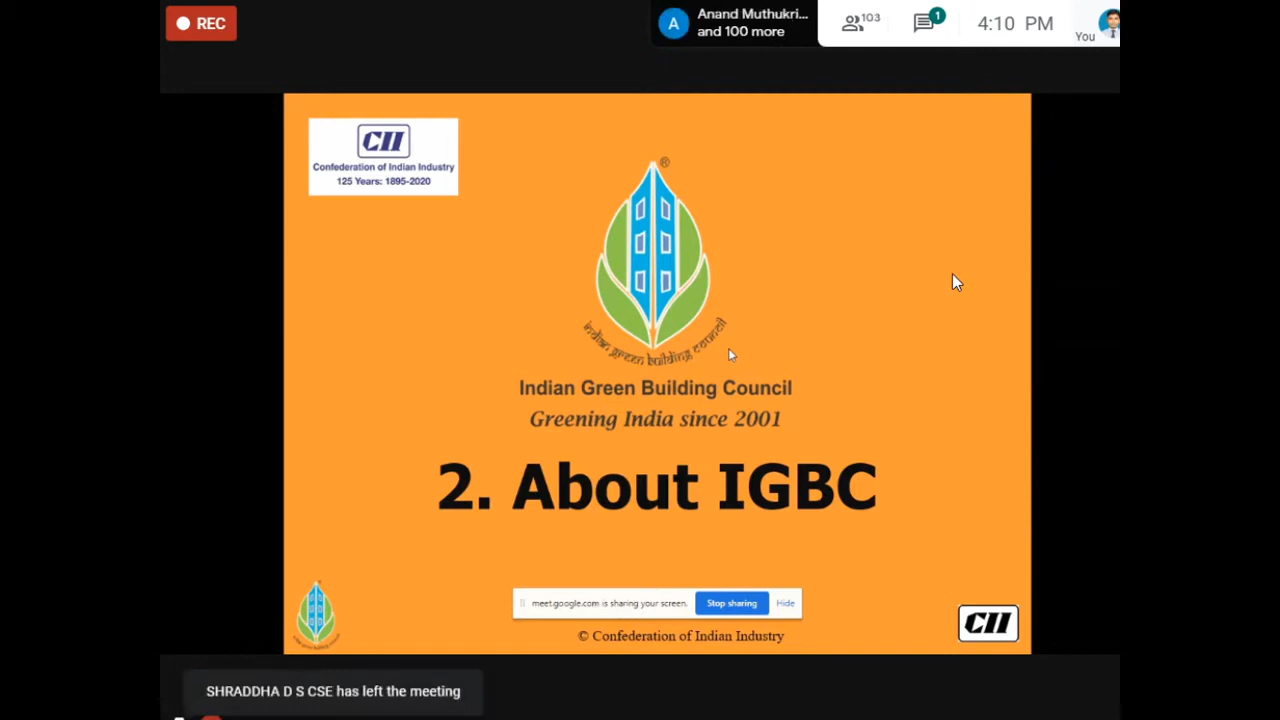 REC
Anand Muthukri...
and 100 more
103
1
4:10 PM
You
CII
Confederation of Indian Industry
125 Years: 1895-2020
®
indian green building council
Indian Green Building Council
Greening India since 2001
2. About IGBC
meet.google.com is sharing your screen.
Stop sharing
Hide
© Confederation of Indian Industry
CII
SHRADDHA D S CSE has left the meeting